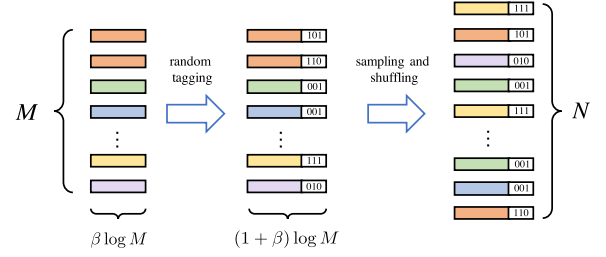 M
β log M
random
tagging
101
110
001
001
⋮
111
010
(1 + β) log M
sampling and
shuffling
111
101
010
001
111
⋮
001
001
110
N